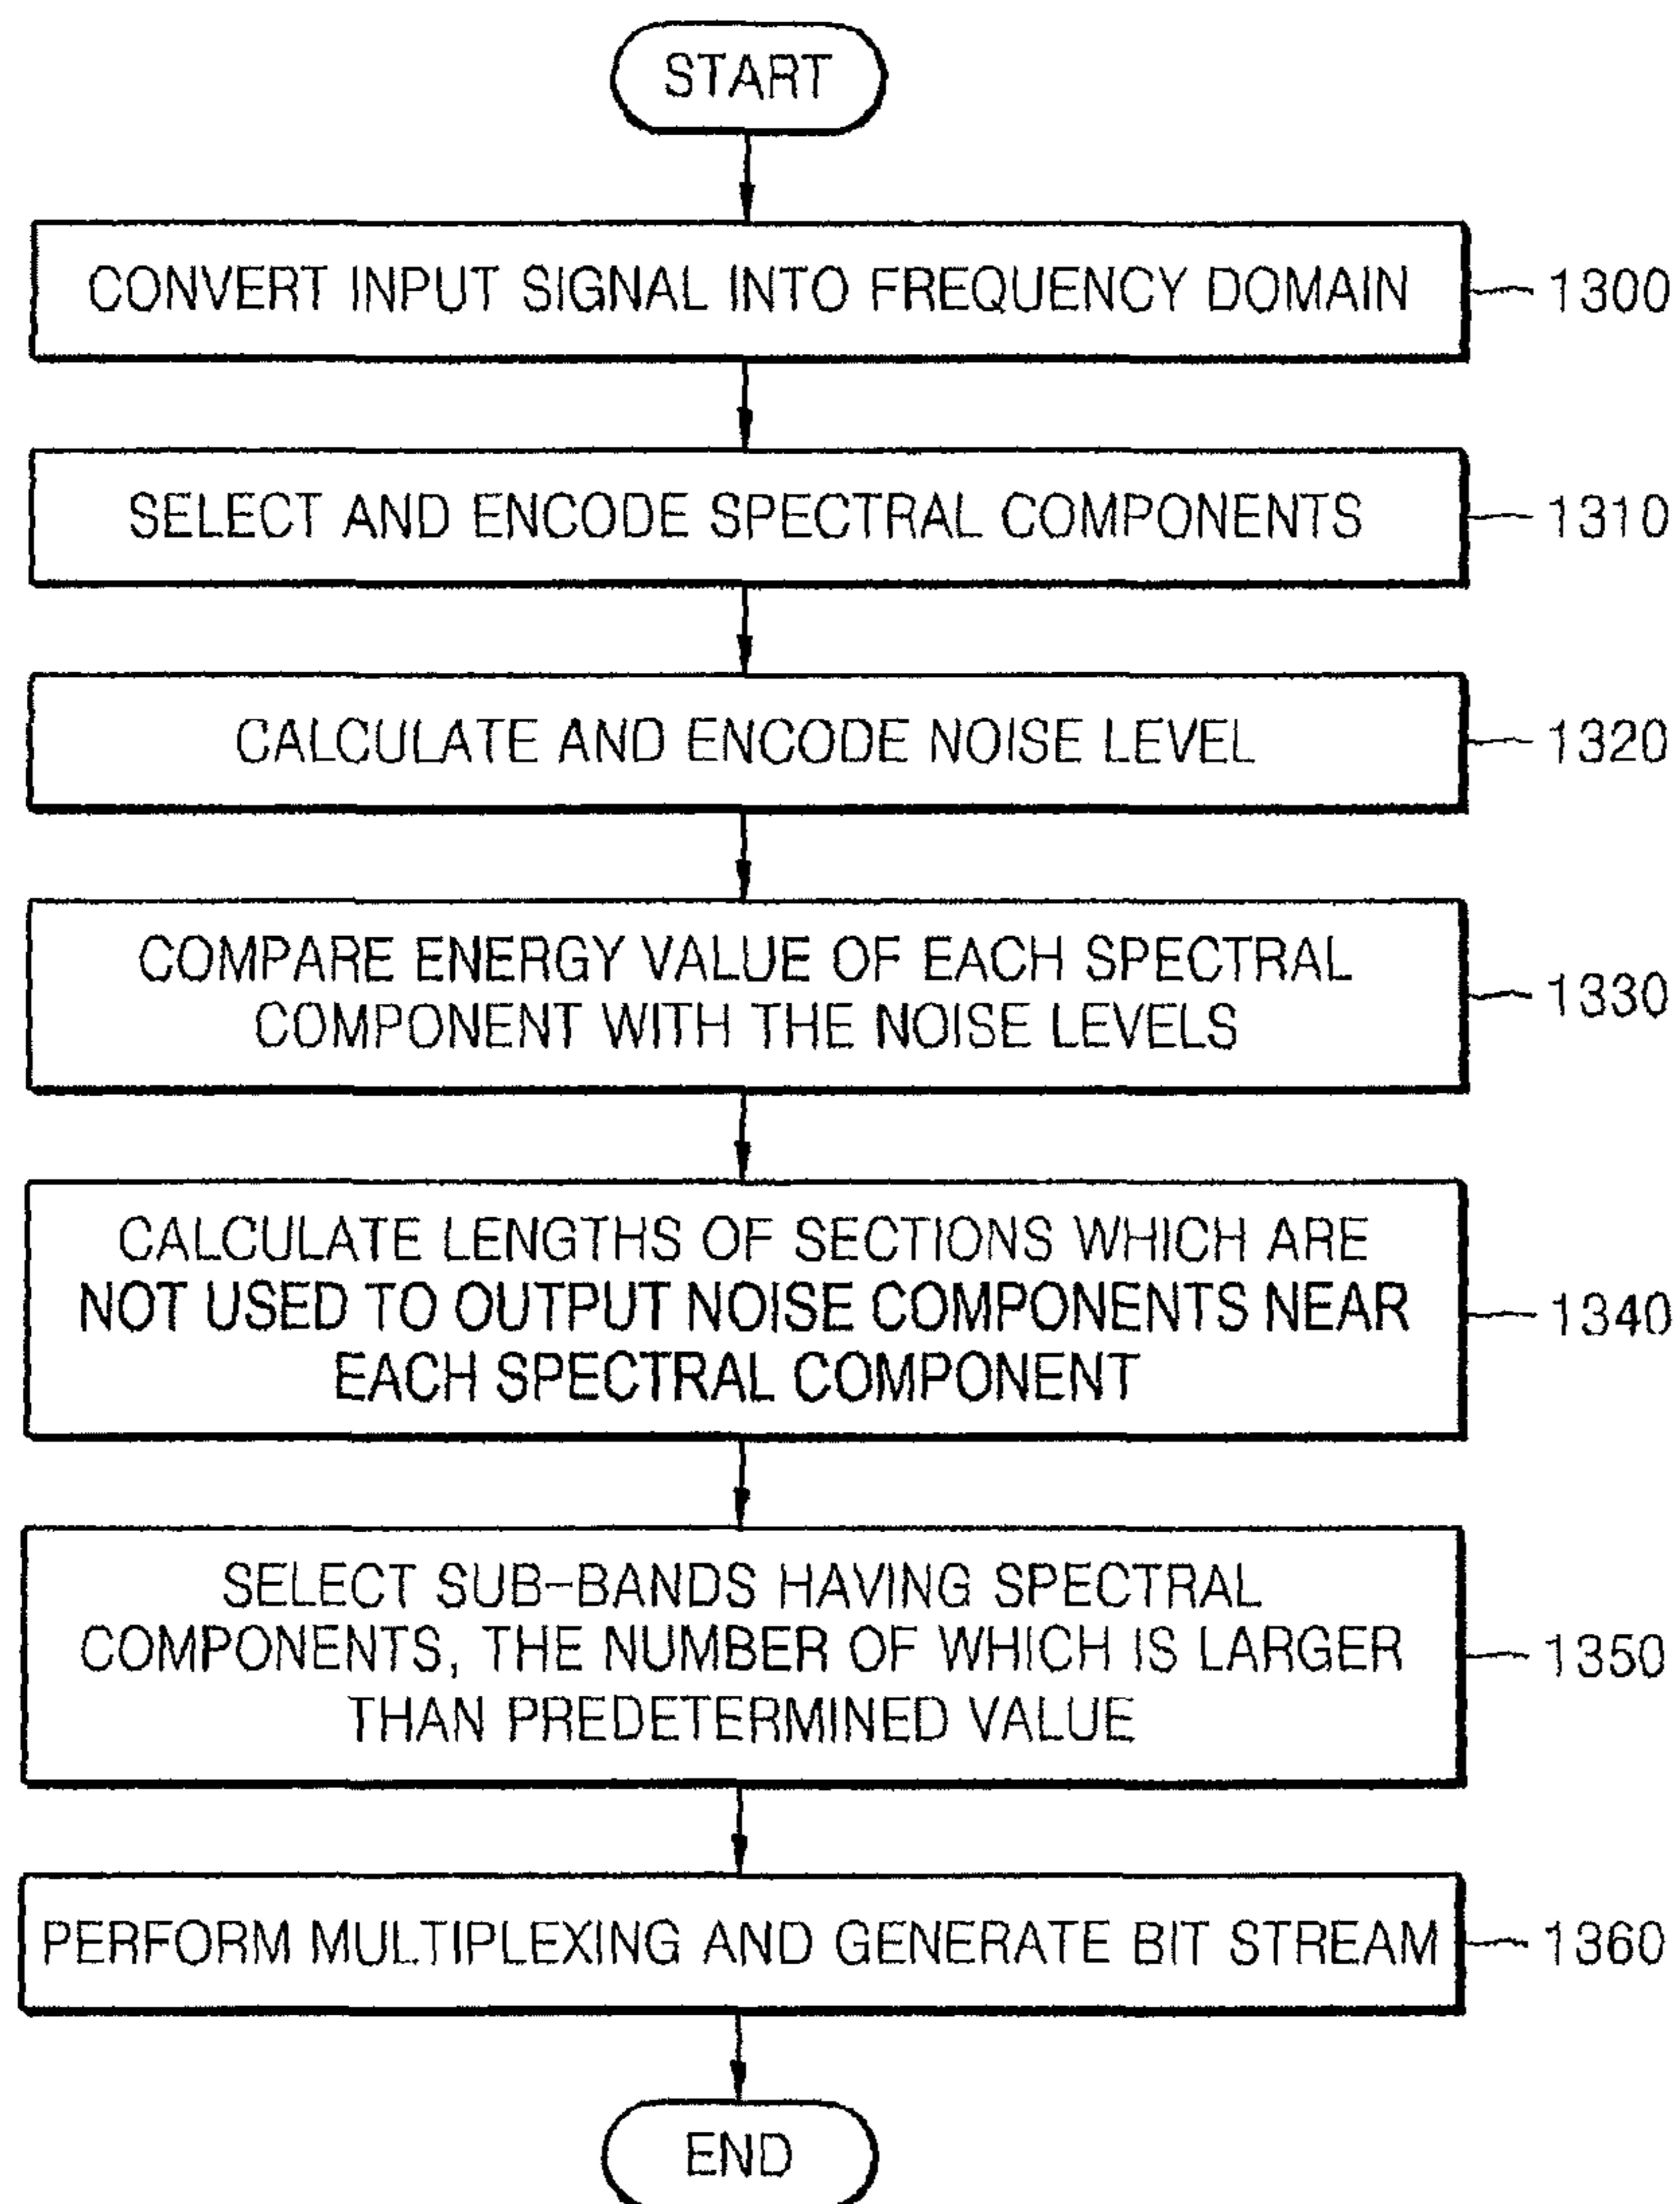 START
CONVERT INPUT SIGNAL INTO FREQUENCY DOMAIN
1300
SELECT AND ENCODE SPECTRAL COMPONENTS
1310
CALCULATE AND ENCODE NOISE LEVEL
1320
COMPARE ENERGY VALUE OF EACH SPECTRAL
COMPONENT WITH THE NOISE LEVELS
1330
CALCULATE LENGTHS OF SECTIONS WHICH ARE
NOT USED TO OUTPUT NOISE COMPONENTS NEAR
EACH SPECTRAL COMPONENT
1340
SELECT SUB-BANDS HAVING SPECTRAL
COMPONENTS, THE NUMBER OF WHICH IS LARGER
THAN PREDETERMINED VALUE
1350
PERFORM MULTIPLEXING AND GENERATE BIT STREAM
1360
END